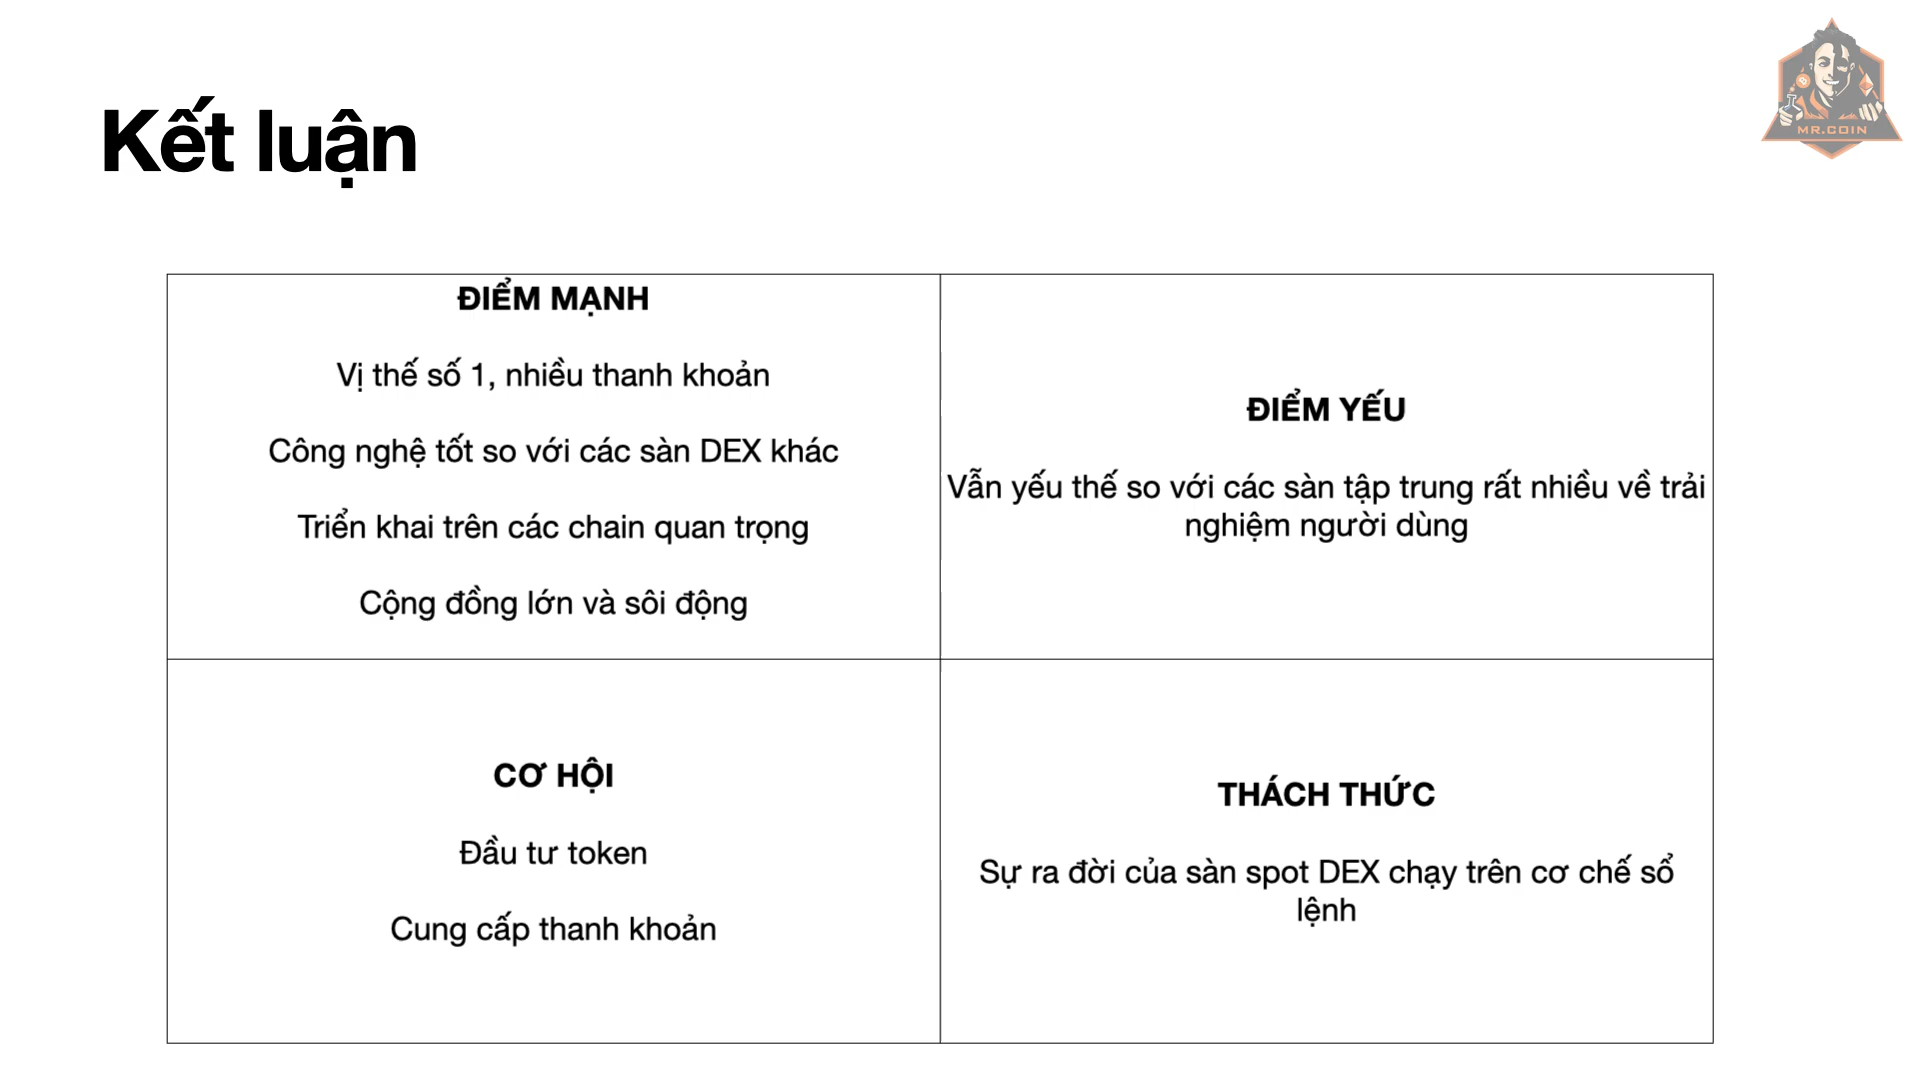 MR.COIN
Kết luận
ĐIỂM MẠNH
Vị thế số 1, nhiều thanh khoản
Công nghệ tốt so với các sàn DEX khác
Triển khai trên các chain quan trọng
Cộng đồng lớn và sôi động
ĐIỂM YẾU
Vẫn yếu thế so với các sàn tập trung rất nhiều về trải
nghiệm người dùng
CƠ HỘI
Đầu tư token
Cung cấp thanh khoản
THÁCH THỨC
Sự ra đời của sàn spot DEX chạy trên cơ chế sổ
lệnh